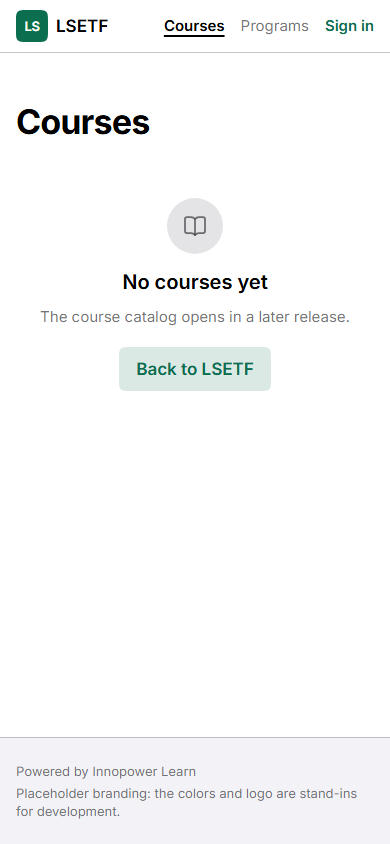 LS LSETF Courses Programs Sign in
Courses
No courses yet
The course catalog opens in a later release.
Back to LSETF
Powered by Innopower Learn
Placeholder branding: the colors and logo are stand-ins
for development.